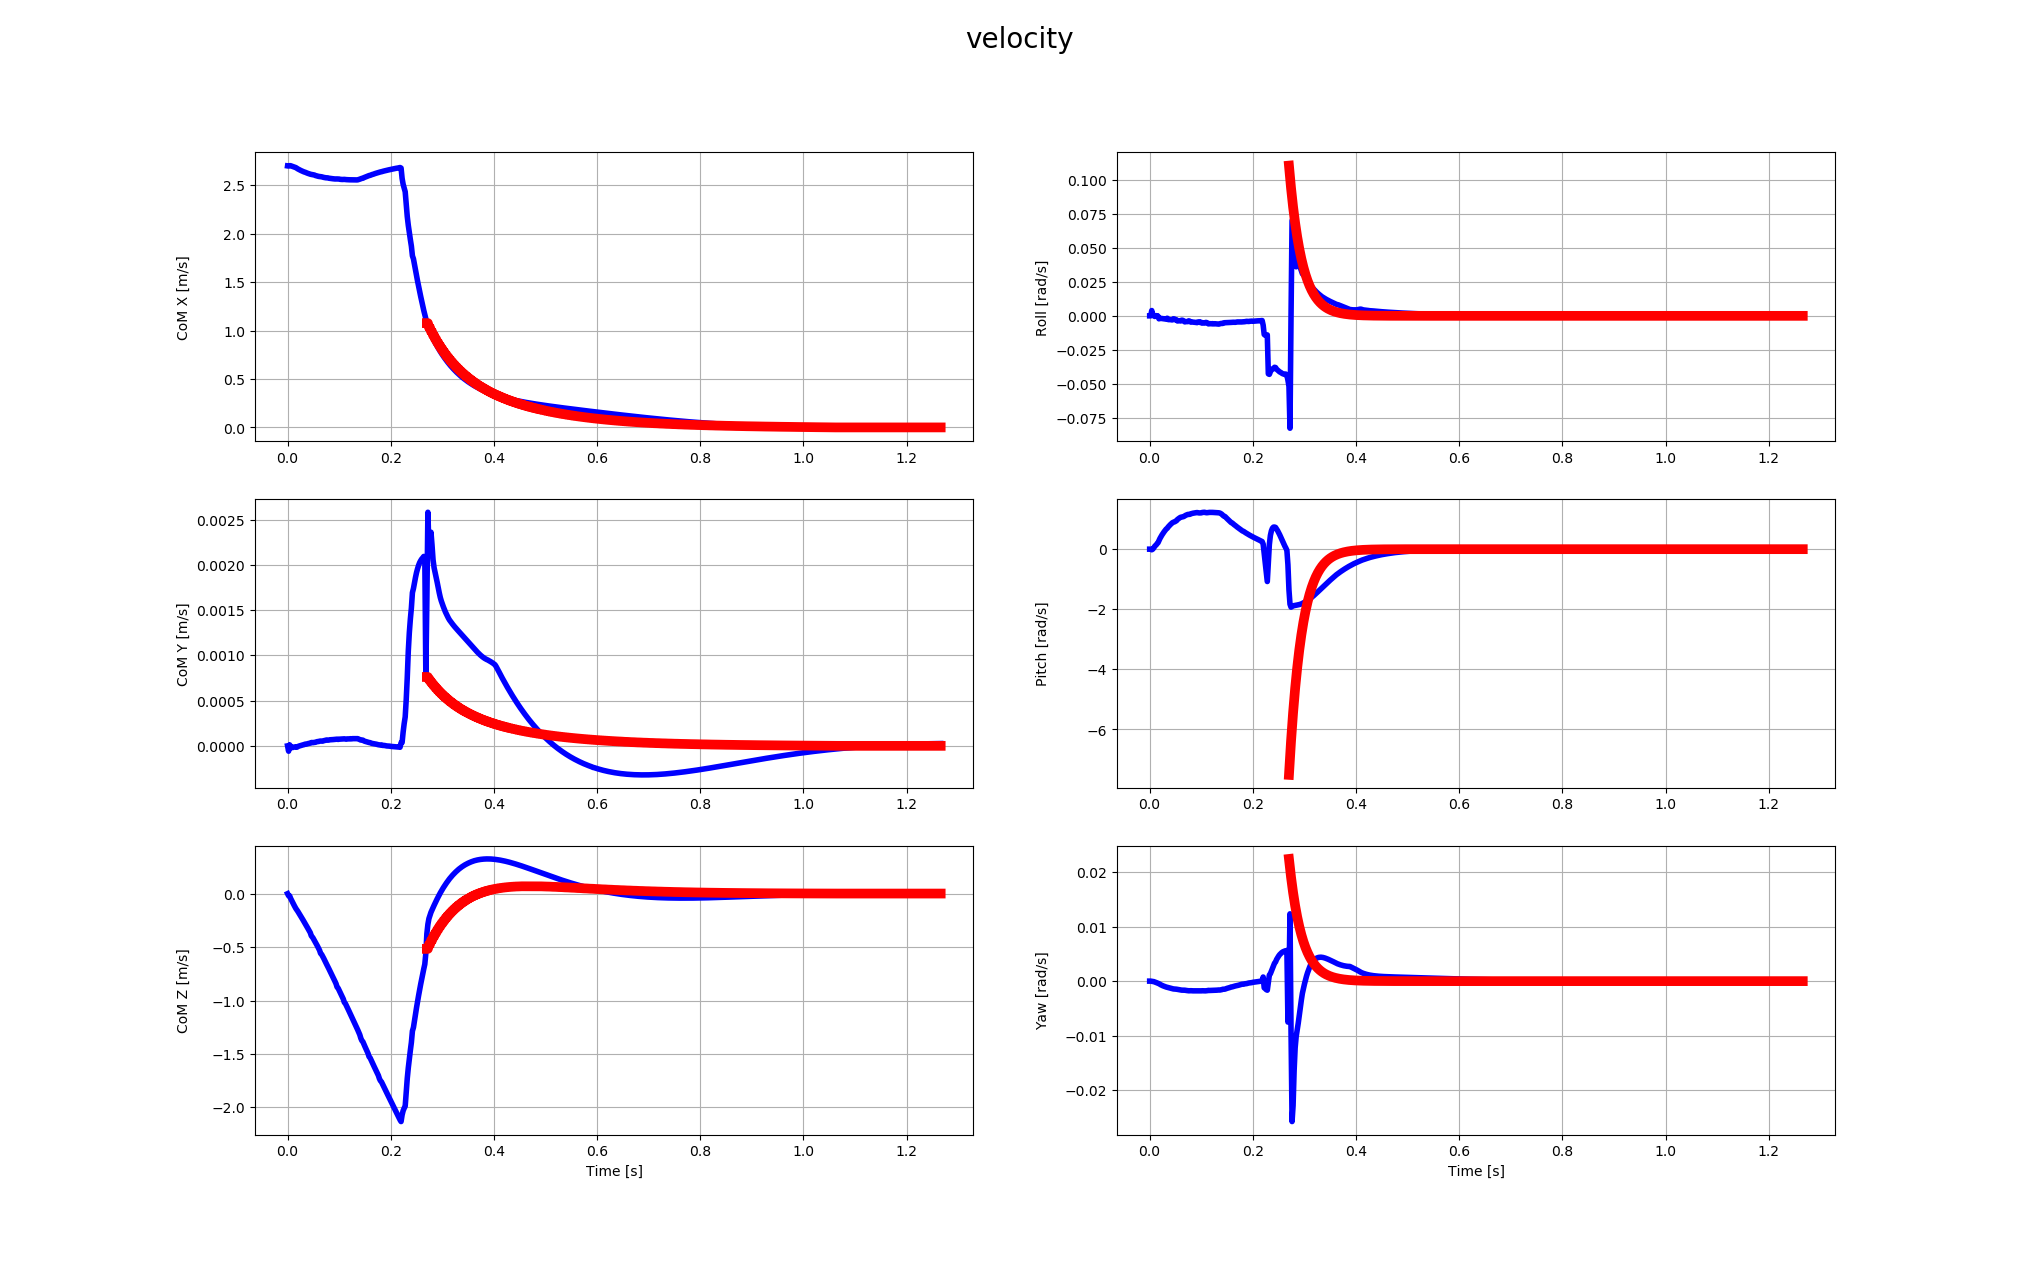 velocity
CoM X [m/s]
2.5
2.0
1.5
1.0
0.5
0.0
0.0 0.2 0.4 0.6 0.8 1.0 1.2
Roll [rad/s]
0.100
0.075
0.050
0.025
0.000
−0.025
−0.050
−0.075
0.0 0.2 0.4 0.6 0.8 1.0 1.2
CoM Y [m/s]
0.0025
0.0020
0.0015
0.0010
0.0005
0.0000
0.0 0.2 0.4 0.6 0.8 1.0 1.2
Pitch [rad/s]
0
−2
−4
−6
0.0 0.2 0.4 0.6 0.8 1.0 1.2
CoM Z [m/s]
0.0
−0.5
−1.0
−1.5
−2.0
0.0 0.2 0.4 0.6 0.8 1.0 1.2
Time [s]
Yaw [rad/s]
0.02
0.01
0.00
−0.01
−0.02
0.0 0.2 0.4 0.6 0.8 1.0 1.2
Time [s]